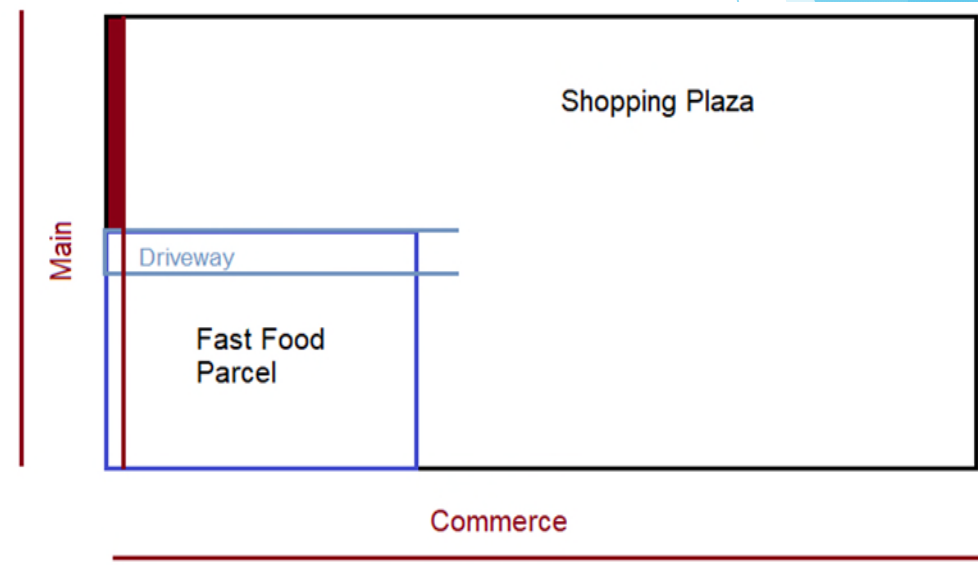 Shopping Plaza
Main
Driveway
Fast Food
Parcel
Commerce